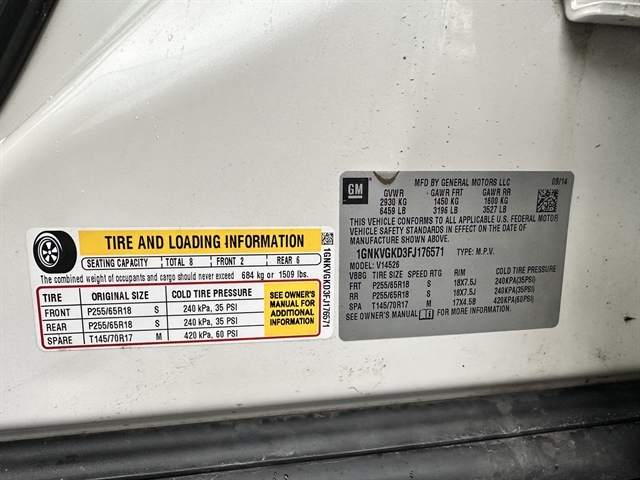 TIRE AND LOADING INFORMATION
SEATING CAPACITY TOTAL 8 FRONT 2 REAR 6
The combined weight of occupants and cargo should never exceed 684 kg or 1509 lbs.
TIRE ORIGINAL SIZE COLD TIRE PRESSURE
FRONT P255/65R18 S 240 kPa, 35 PSI
REAR P255/65R18 S 240 kPa, 35 PSI
SPARE T145/70R17 M 420 kPa, 60 PSI
SEE OWNER'S
MANUAL FOR
ADDITIONAL
INFORMATION
1GNKVGKD3FJ176571
GM
MFD BY GENERAL MOTORS LLC 09/14
GVWR GAWR FRT GAWR RR
2930 KG 1450 KG 1600 KG
6459 LB 3196 LB 3527 LB
THIS VEHICLE CONFORMS TO ALL APPLICABLE U.S. FEDERAL MOTOR
VEHICLE SAFETY STANDARDS IN EFFECT ON THE DATE OF
MANUFACTURE SHOWN ABOVE.
1GNKVGKD3FJ176571 TYPE: M.P.V.
MODEL: V14526
TIRE SIZE SPEED RTG RIM COLD TIRE PRESSURE
FRT P255/65R18 S 18X7.5J 240KPA(35PSI)
RR P255/65R18 S 18X7.5J 240KPA(35PSI)
SPA T145/70R17 M 17X4.5B 420KPA(60PSI)
SEE OWNER'S MANUAL FOR MORE INFORMATION.